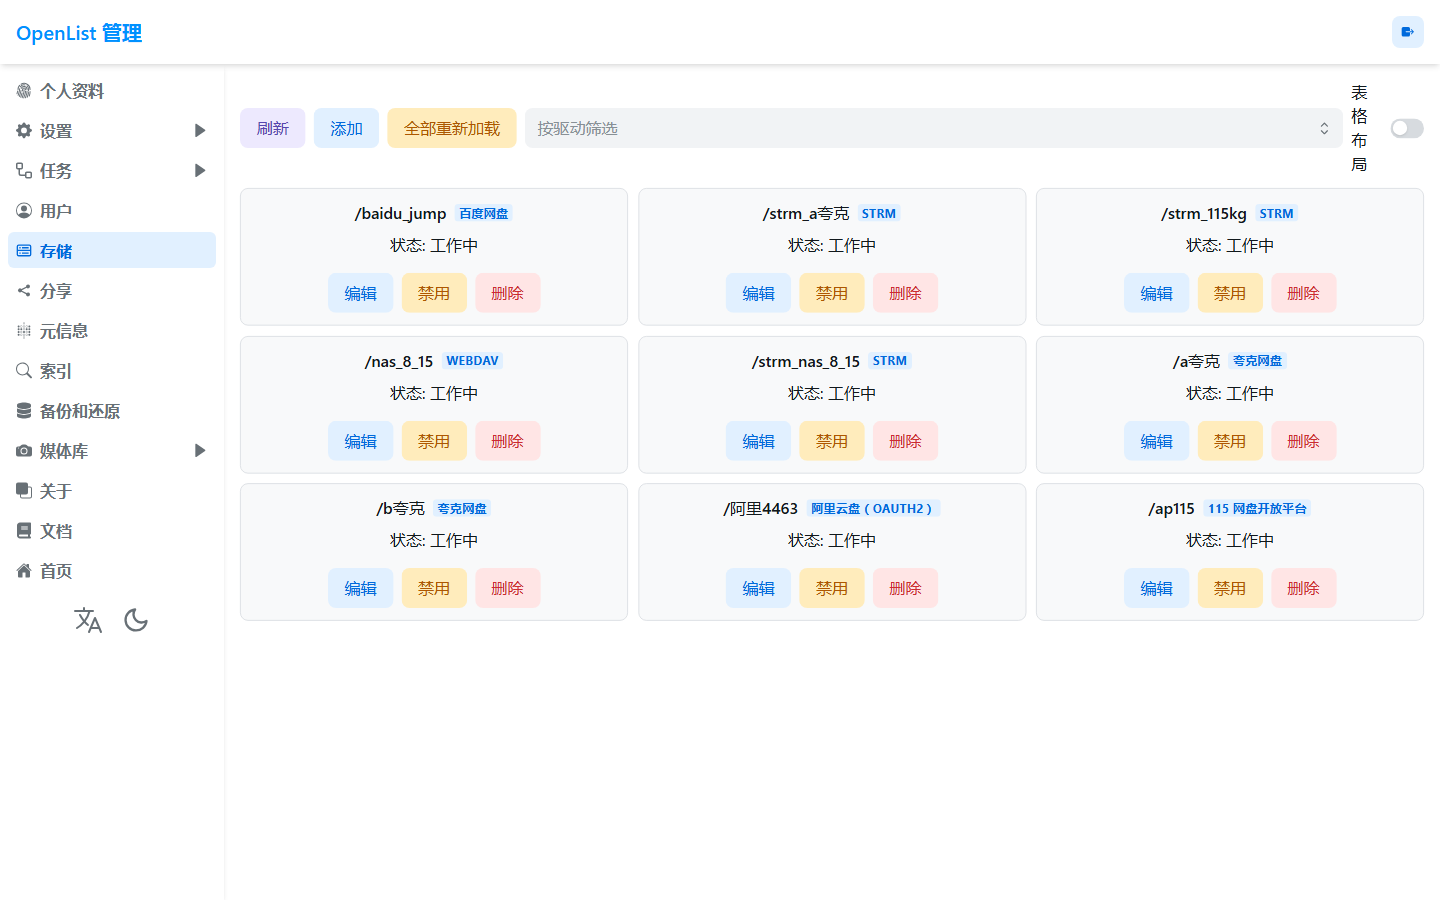 OpenList 管理
个人资料
设置
任务
用户
存储
分享
元信息
索引
备份和还原
媒体库
关于
文档
首页
刷新 添加 全部重新加载 按驱动筛选 表格布局
/baidu_jump 百度网盘
状态: 工作中
编辑 禁用 删除
/strm_a夸克 STRM
状态: 工作中
编辑 禁用 删除
/strm_115kg STRM
状态: 工作中
编辑 禁用 删除
/nas_8_15 WEBDAV
状态: 工作中
编辑 禁用 删除
/strm_nas_8_15 STRM
状态: 工作中
编辑 禁用 删除
/a夸克 夸克网盘
状态: 工作中
编辑 禁用 删除
/b夸克 夸克网盘
状态: 工作中
编辑 禁用 删除
/阿里4463 阿里云盘（OAUTH2）
状态: 工作中
编辑 禁用 删除
/ap115 115 网盘开放平台
状态: 工作中
编辑 禁用 删除